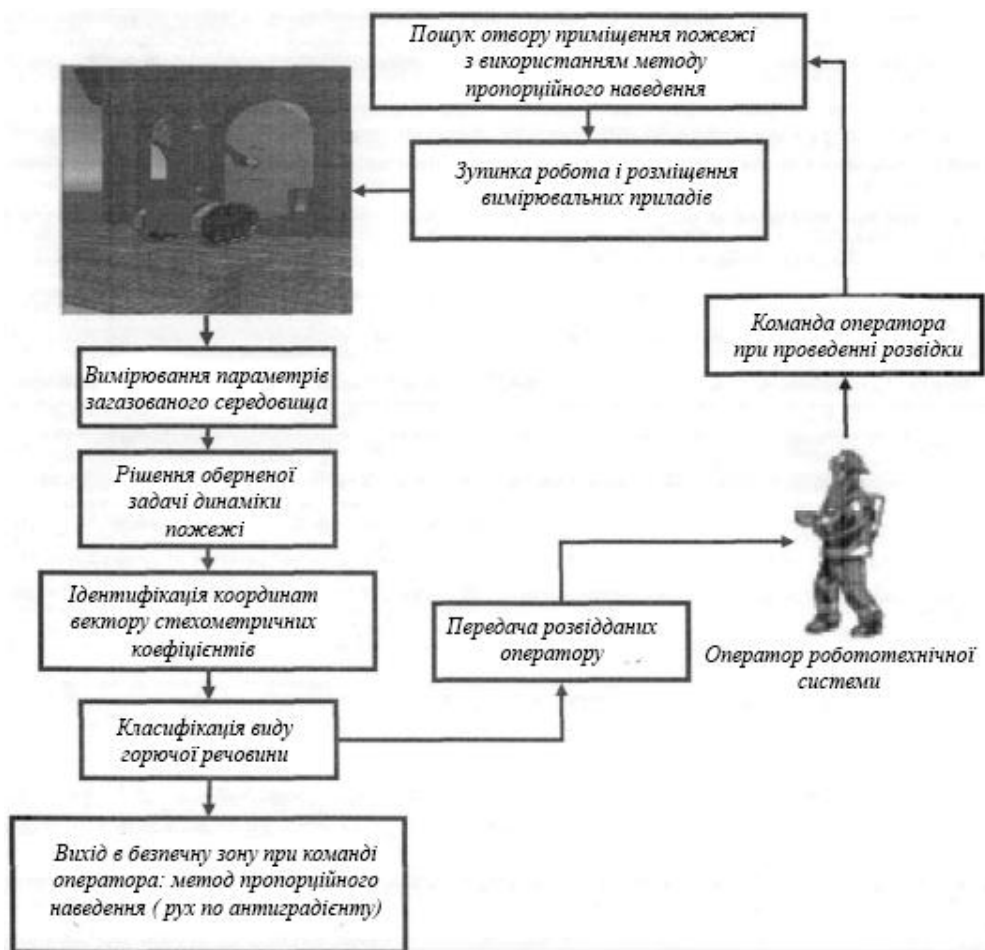 Пошук отвору приміщення пожежі
з використанням методу
пропорційного наведення
Зупинка робота і розміщення
вимірювальних приладів
Команда оператора
при проведенні розвідки
Вимірювання параметрів
загазованого середовища
Рішення оберненої
задачі динаміки
пожежі
Ідентифікація координат
вектору стехометричних
коефіцієнтів
Передача розвідданих
оператору
Оператор робототехнічної
системи
Класифікація виду
горючої речовини
Вихід в безпечну зону при команді
оператора: метод пропорційного
наведення ( рух по антиградієнту)